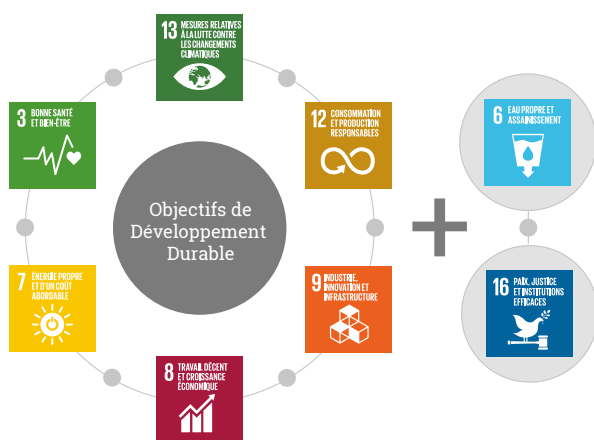 13 MESURES RELATIVES
À LA LUTTE CONTRE
LES CHANGEMENTS
CLIMATIQUES
3 BONNE SANTÉ
ET BIEN-ÊTRE
12 CONSOMMATION
ET PRODUCTION
RESPONSABLES
Objectifs de
Développement
Durable
7 ÉNERGIE PROPRE
ET D'UN COÛT
ABORDABLE
9 INDUSTRIE,
INNOVATION ET
INFRASTRUCTURE
8 TRAVAIL DÉCENT
ET CROISSANCE
ÉCONOMIQUE
+
6 EAU PROPRE ET
ASSAINISSEMENT
16 PAIX, JUSTICE
ET INSTITUTIONS
EFFICACES